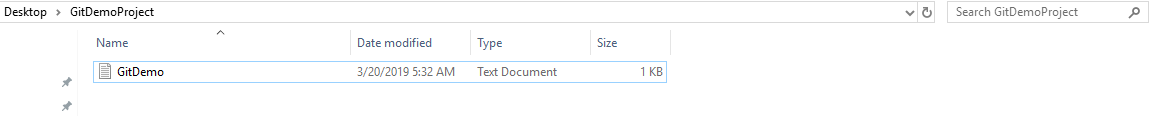 Desktop > GitDemoProject Search GitDemoProject
Name Date modified Type Size
GitDemo 3/20/2019 5:32 AM Text Document 1 KB